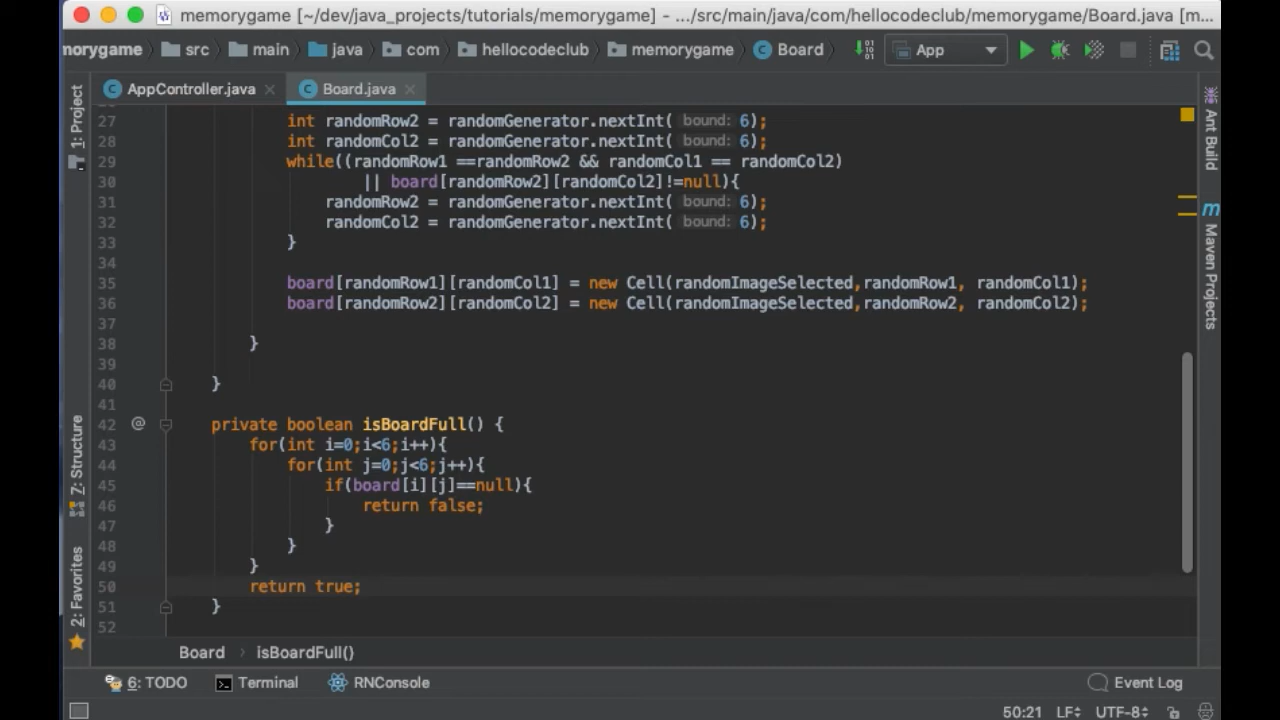 memorygame [~/dev/java_projects/tutorials/memorygame] - .../src/main/java/com/hellocodeclub/memorygame/Board.java [m...
morygame src main java com hellocodeclub memorygame Board App
AppController.java Board.java
27 int randomRow2 = randomGenerator.nextInt( bound: 6);
28 int randomCol2 = randomGenerator.nextInt( bound: 6);
29 while((randomRow1 ==randomRow2 && randomCol1 == randomCol2)
30 || board[randomRow2][randomCol2]!=null){
31 randomRow2 = randomGenerator.nextInt( bound: 6);
32 randomCol2 = randomGenerator.nextInt( bound: 6);
33 }
34
35 board[randomRow1][randomCol1] = new Cell(randomImageSelected,randomRow1, randomCol1);
36 board[randomRow2][randomCol2] = new Cell(randomImageSelected,randomRow2, randomCol2);
37
38 }
39
40 }
41
42 @ private boolean isBoardFull() {
43 for(int i=0;i<6;i++){
44 for(int j=0;j<6;j++){
45 if(board[i][j]==null){
46 return false;
47 }
48 }
49 }
50 return true;
51 }
52
Board isBoardFull()
1: Project
7: Structure
2: Favorites
Ant Build
m Maven Projects
6: TODO Terminal RNConsole Event Log
50:21 LF UTF-8